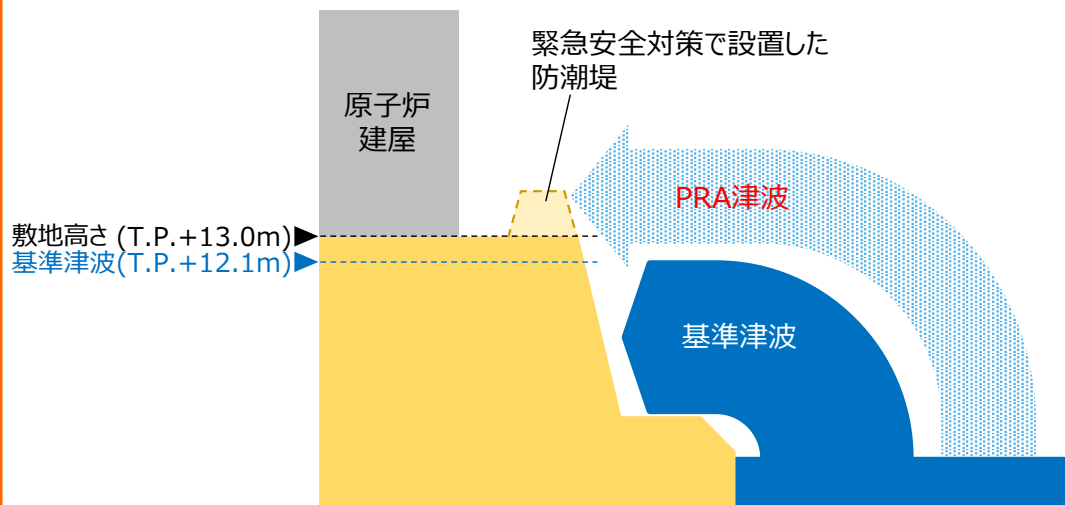 緊急安全対策で設置した
防潮堤
原子炉
建屋
PRA津波
敷地高さ (T.P.+13.0m)
基準津波(T.P.+12.1m)
基準津波